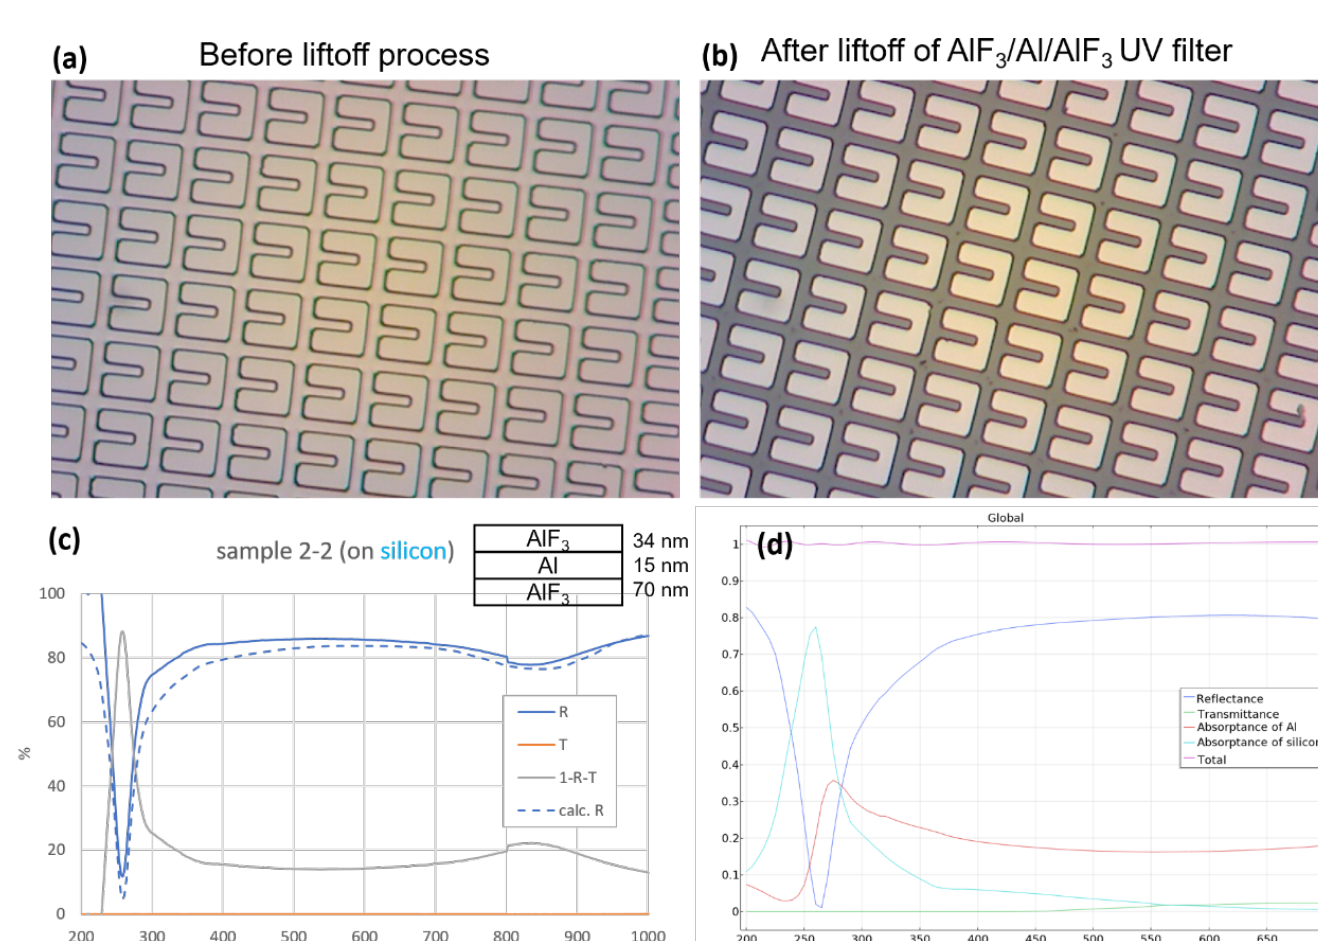 (a) Before liftoff process
(b) After liftoff of AlF3/Al/AlF3 UV filter
(c)
sample 2-2 (on silicon)
AlF3 34 nm
Al 15 nm
AlF3 70 nm
100
80
60
40
20
0
%
R
T
1-R-T
calc. R
200 300 400 500 600 700 800 900 1000
Global
(d)
1
0.9
0.8
0.7
0.6
0.5
0.4
0.3
0.2
0.1
0
Reflectance
Transmittance
Absorptance of Al
Absorptance of silicon
Total
200 250 300 350 400 450 500 550 600 650